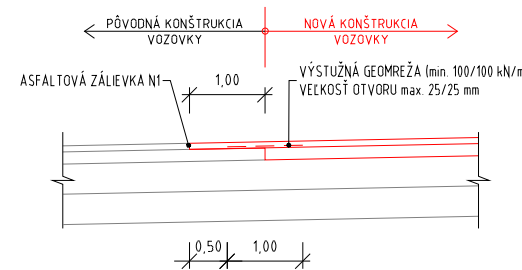 PÔVODNÁ KONŠTRUKCIA
VOZOVKY
NOVÁ KONŠTRUKCIA
VOZOVKY
ASFALTOVÁ ZÁLIEVKA N1
1,00
VÝSTUŽNÁ GEOMREŽA (min. 100/100 kN/m
VEĽKOSŤ OTVORU max. 25/25 mm
0,50
1,00